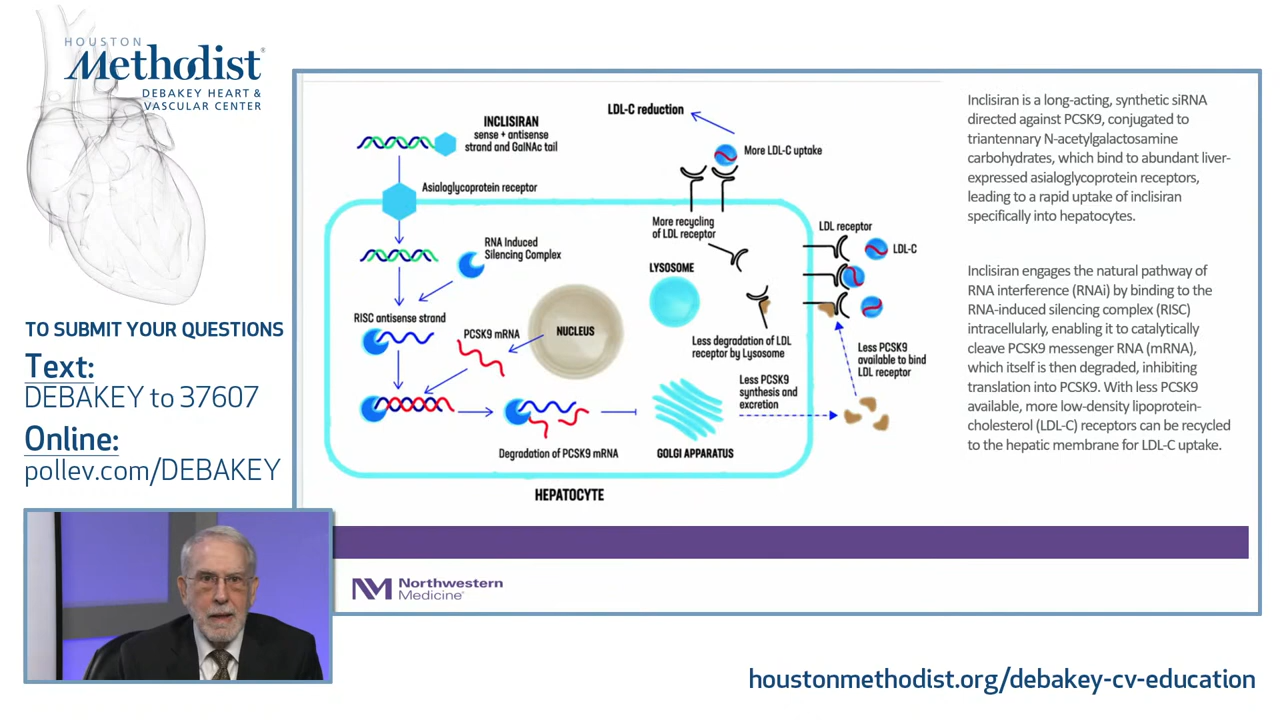 HOUSTON
Methodist®
DEBAKEY HEART &
VASCULAR CENTER
TO SUBMIT YOUR QUESTIONS
Text:
DEBAKEY to 37607
Online:
pollev.com/DEBAKEY
INCLISIRAN
sense + antisense
strand and GalNAc tail
Asialoglycoprotein receptor
RNA Induced
Silencing Complex
RISC antisense strand
PCSK9 mRNA
NUCLEUS
Degradation of PCSK9 mRNA
HEPATOCYTE
LDL-C reduction
More LDL-C uptake
More recycling
of LDL receptor
LYSOSOME
LDL receptor
LDL-C
Less degradation of LDL
receptor by Lysosome
Less PCSK9
available to bind
LDL receptor
Less PCSK9
synthesis and
excretion
GOLGI APPARATUS
Inclisiran is a long-acting, synthetic siRNA
directed against PCSK9, conjugated to
triantennary N-acetylgalactosamine
carbohydrates, which bind to abundant liver-
expressed asialoglycoprotein receptors,
leading to a rapid uptake of inclisiran
specifically into hepatocytes.
Inclisiran engages the natural pathway of
RNA interference (RNAi) by binding to the
RNA-induced silencing complex (RISC)
intracellularly, enabling it to catalytically
cleave PCSK9 messenger RNA (mRNA),
which itself is then degraded, inhibiting
translation into PCSK9. With less PCSK9
available, more low-density lipoprotein-
cholesterol (LDL-C) receptors can be recycled
to the hepatic membrane for LDL-C uptake.
Northwestern
Medicine®
houstonmethodist.org/debakey-cv-education